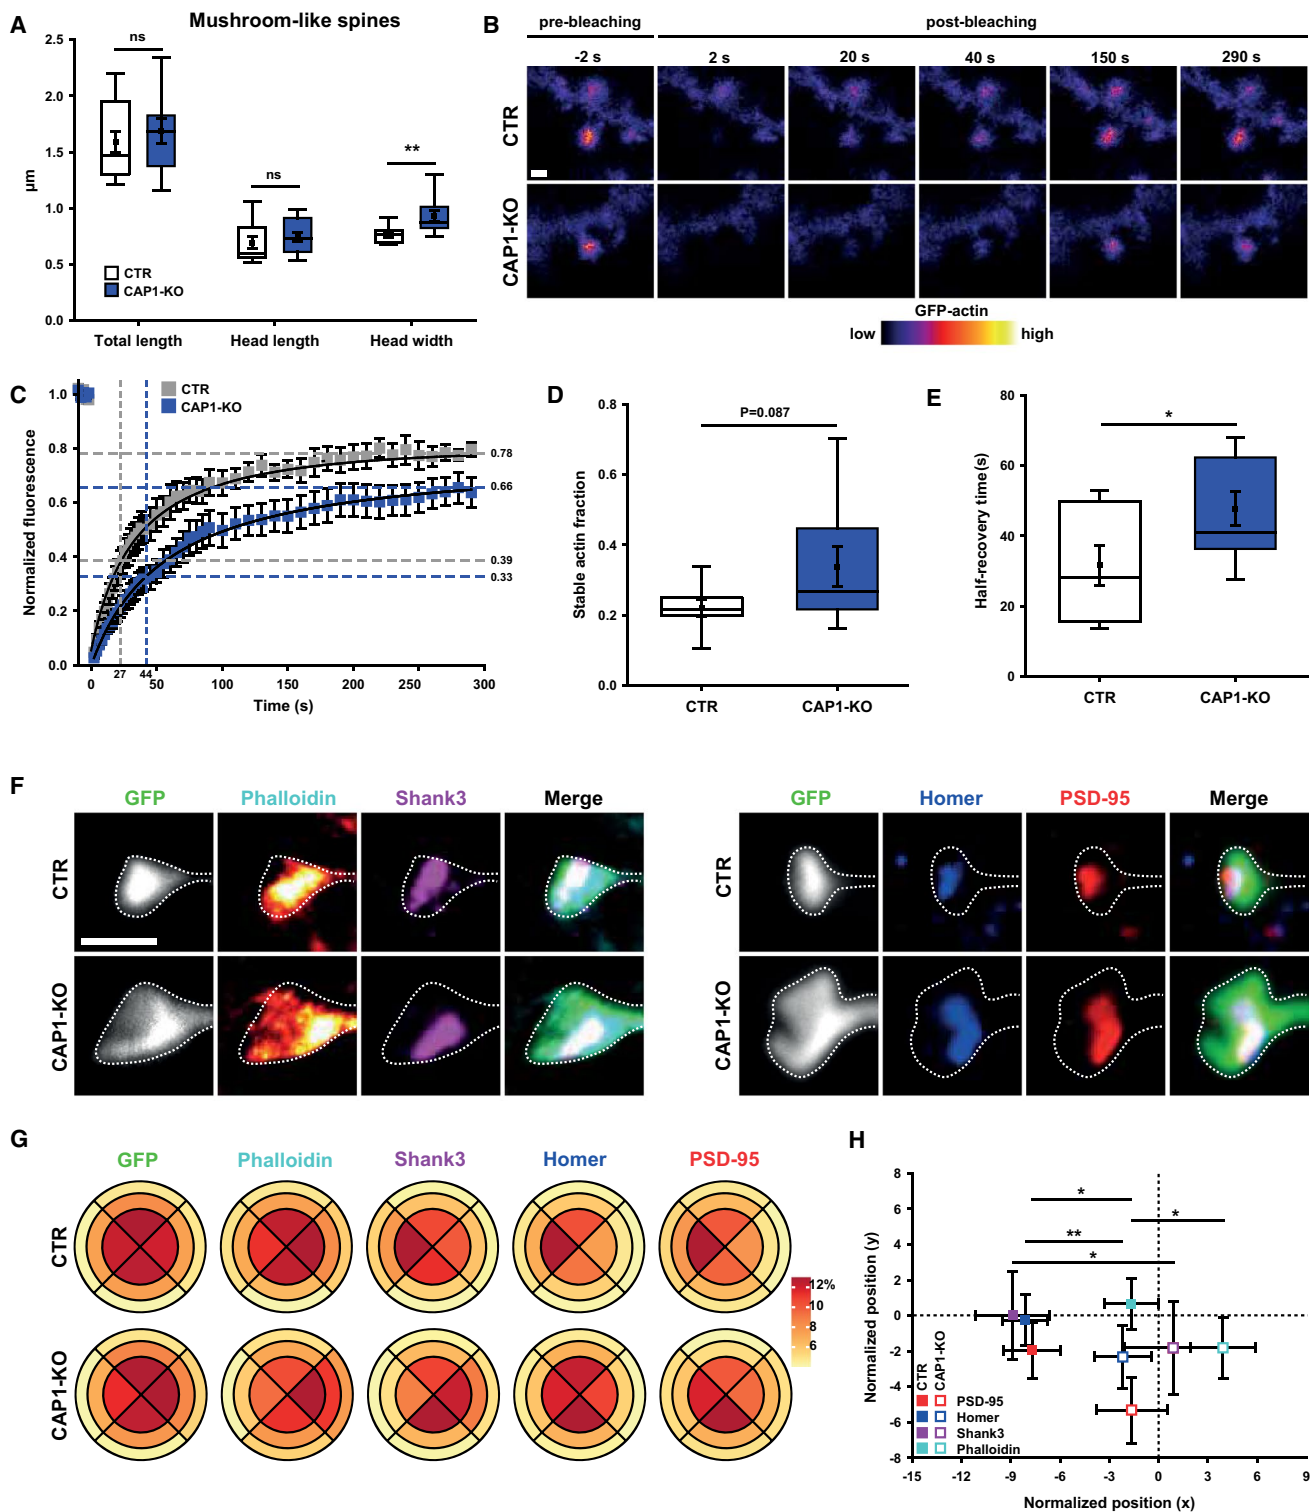 A
Mushroom-like spines
2.5
2.0
1.5
1.0
0.5
0.0
µm
ns
ns
**
CTR
CAP1-KO
Total length
Head length
Head width
B
pre-bleaching
post-bleaching
-2 s
2 s
20 s
40 s
150 s
290 s
CTR
CAP1-KO
GFP-actin
low
high
C
Normalized fluorescence
1.0
0.8
0.6
0.4
0.2
0.0
CTR
CAP1-KO
0.78
0.66
0.39
0.33
0
27
44
50
100
150
200
250
300
Time (s)
D
Stable actin fraction
0.8
0.6
0.4
0.2
0.0
P=0.087
CTR
CAP1-KO
E
Half-recovery time (s)
80
60
40
20
0
*
CTR
CAP1-KO
F
GFP
Phalloidin
Shank3
Merge
CTR
CAP1-KO
GFP
Homer
PSD-95
Merge
CTR
CAP1-KO
G
GFP
Phalloidin
Shank3
Homer
PSD-95
CTR
CAP1-KO
12%
10
8
6
H
Normalized position (y)
8
6
4
2
0
-2
-4
-6
-8
*
*
**
*
CTR
CAP1-KO
PSD-95
Homer
Shank3
Phalloidin
-15
-12
-9
-6
-3
0
3
6
9
Normalized position (x)